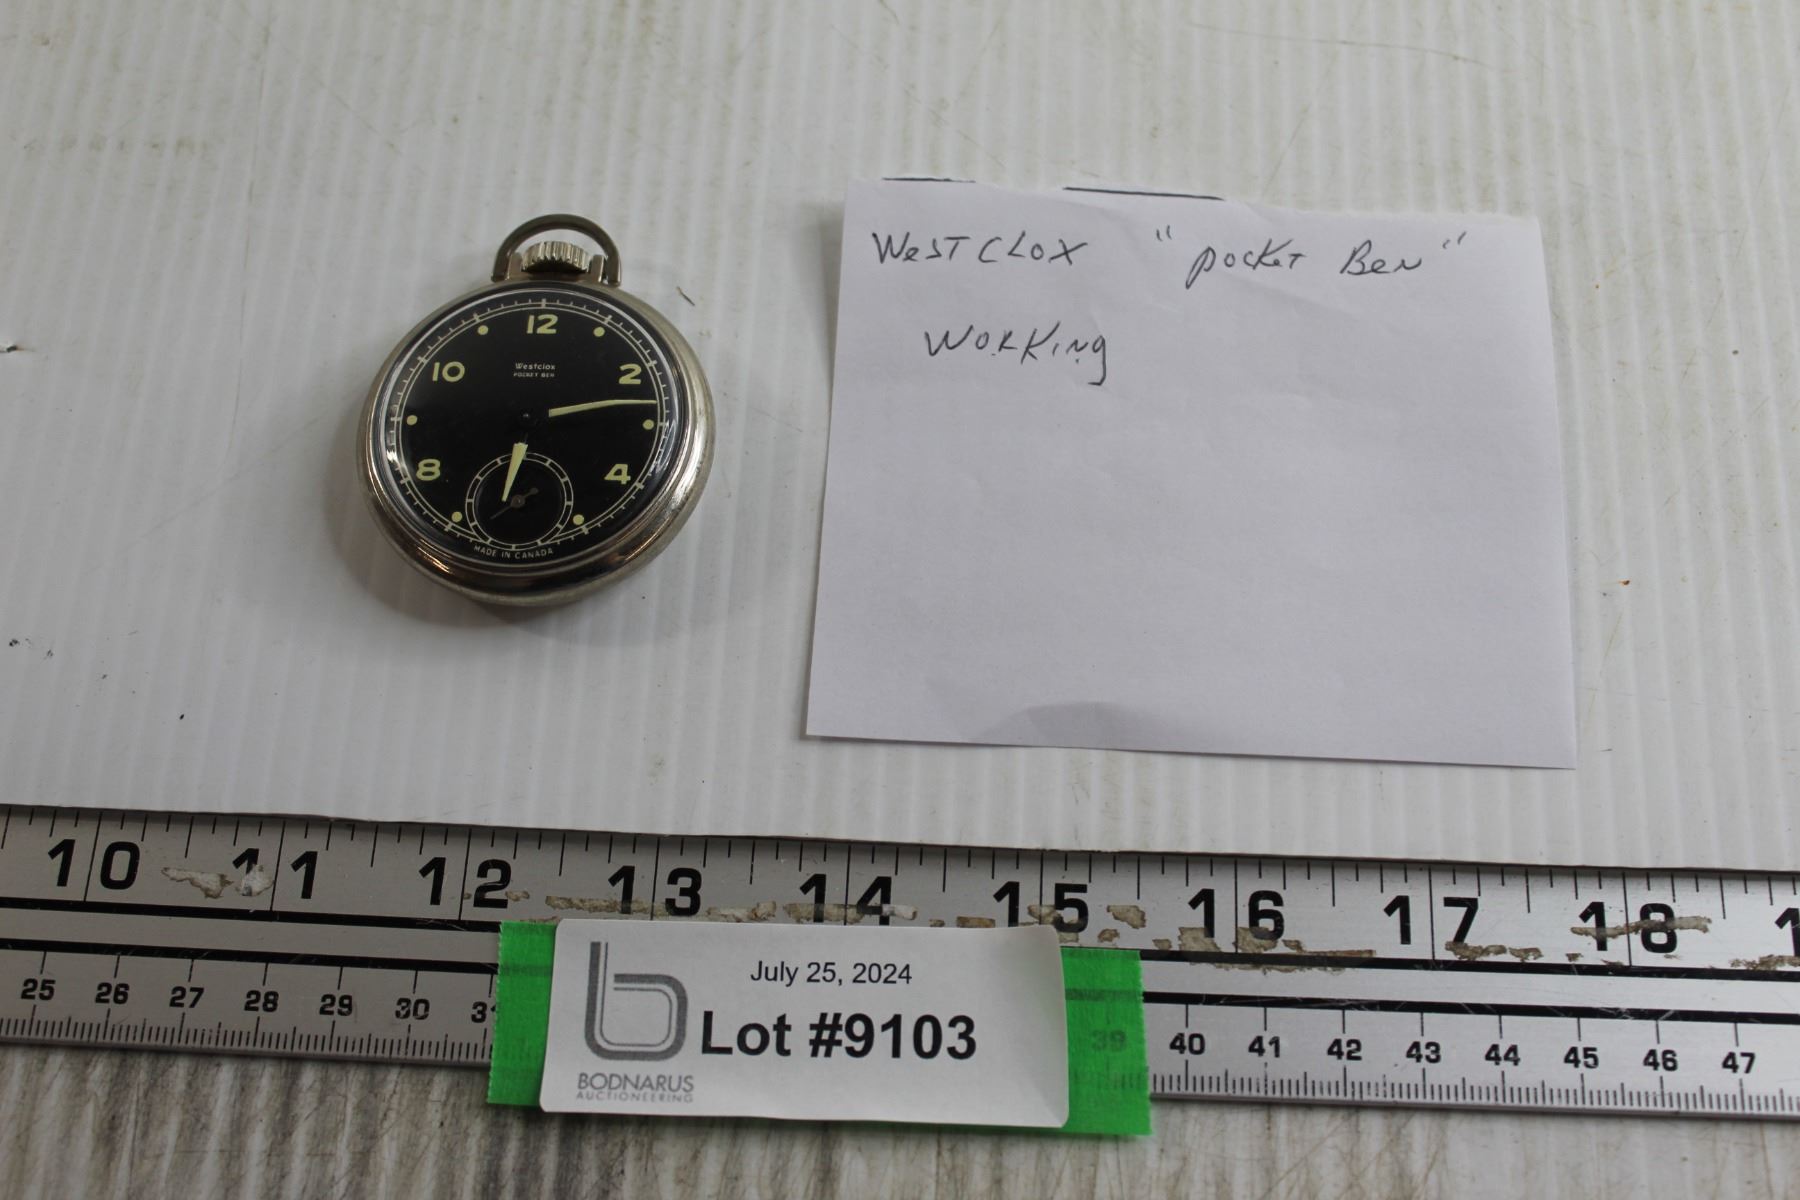 WESTCLOX "POCKET BEN"
WORKING
12
10
2
8
4
Westclox
POCKET BEN
MADE IN CANADA
10 11 12 13 14 15 16 17 18
25 26 27 28 29 30 39 40 41 42 43 44 45 46 47
July 25, 2024
Lot #9103
b
BODNARUS
AUCTIONEERING